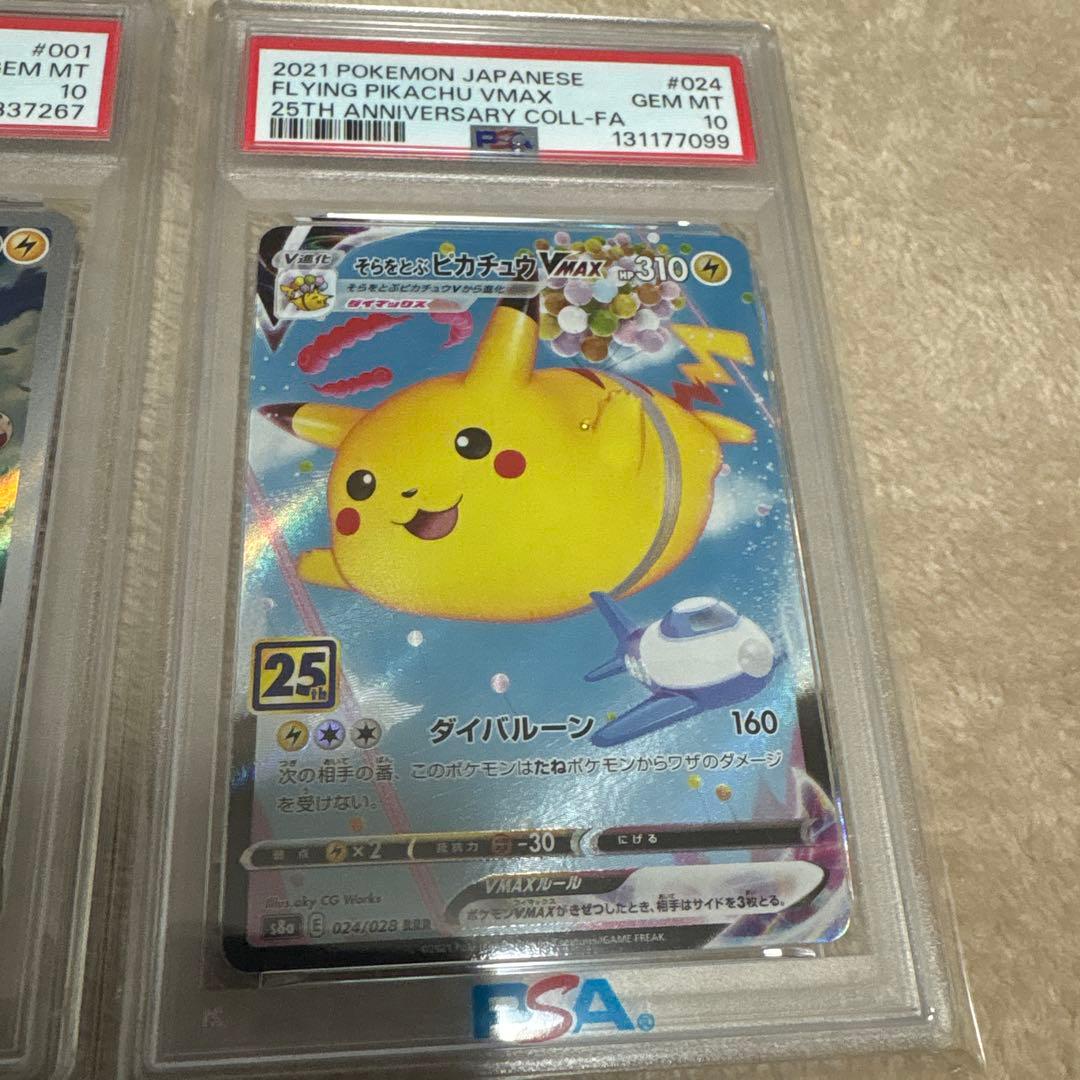 #001
GEM MT
10
337267
2021 POKEMON JAPANESE
FLYING PIKACHU VMAX
25TH ANNIVERSARY COLL-FA
#024
GEM MT
10
131177099
PSA
V進化
そらをとぶピカチュウVMAX HP310
そらをとぶピカチュウVから進化
ダイマックス
25th
ダイバルーン 160
次の相手の番、このポケモンはたねポケモンからワザのダメージ
を受けない。
弱点 ×2 抵抗力 -30 にげる
VMAXルール
ポケモンVMAXがきぜつしたとき、相手はサイドを3枚とる。
Illus. aky CG Works
s8a E 024/028 RRR
GAME FREAK
PSA®